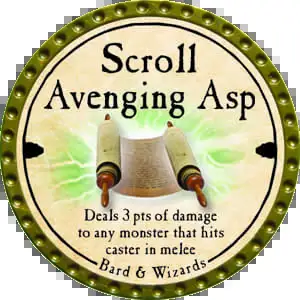 Scroll
Avenging Asp
Deals 3 pts of damage
to any monster that hits
caster in melee
Bard & Wizards